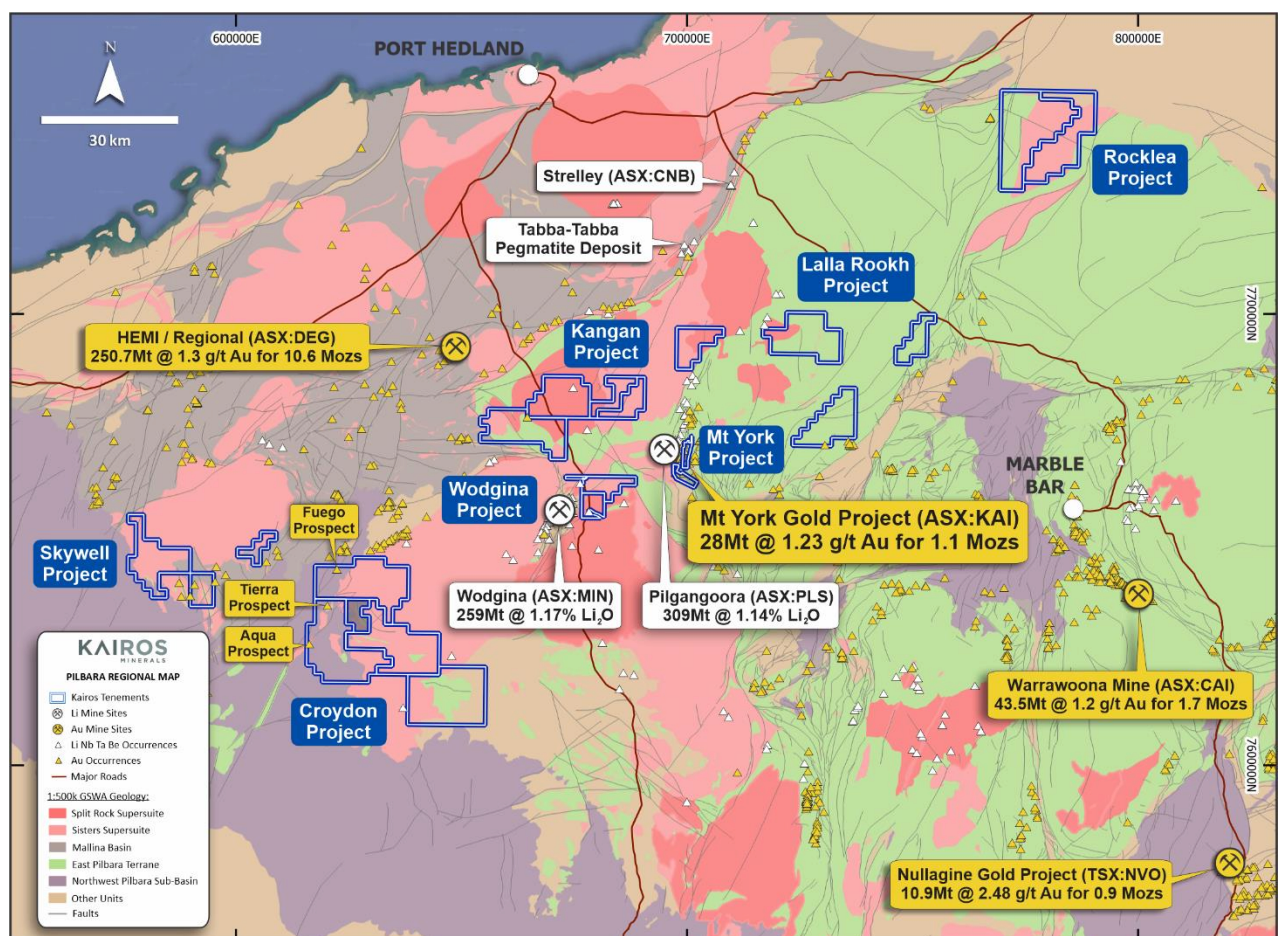 600000E
700000E
800000E
PORT HEDLAND
N
30 km
Rocklea
Project
Strelley (ASX:CNB)
Tabba-Tabba
Pegmatite Deposit
Lalla Rookh
Project
7700000N
HEMI / Regional (ASX:DEG)
250.7Mt @ 1.3 g/t Au for 10.6 Mozs
Kangan
Project
Mt York
Project
MARBLE
BAR
Wodgina
Project
Mt York Gold Project (ASX:KAI)
28Mt @ 1.23 g/t Au for 1.1 Mozs
Fuego
Prospect
Skywell
Project
Tierra
Prospect
Aqua
Prospect
Wodgina (ASX:MIN)
259Mt @ 1.17% Li₂O
Pilgangoora (ASX:PLS)
309Mt @ 1.14% Li₂O
Warrawoona Mine (ASX:CAI)
43.5Mt @ 1.2 g/t Au for 1.7 Mozs
Croydon
Project
7600000N
Nullagine Gold Project (TSX:NVO)
10.9Mt @ 2.48 g/t Au for 0.9 Mozs
KAIROS
MINERALS
PILBARA REGIONAL MAP
Kairos Tenements
Li Mine Sites
Au Mine Sites
Li Nb Ta Be Occurrences
Au Occurrences
Major Roads
1:500k GSWA Geology:
Split Rock Supersuite
Sisters Supersuite
Mallina Basin
East Pilbara Terrane
Northwest Pilbara Sub-Basin
Other Units
Faults